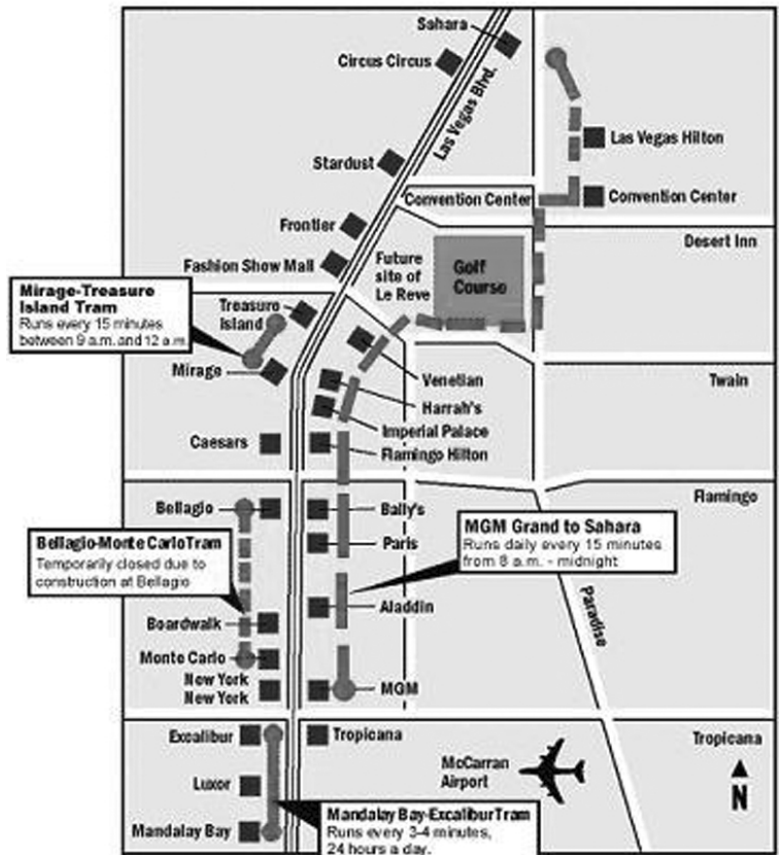 Sahara
Circus Circus
Las Vegas Blvd.
Las Vegas Hilton
Stardust
Convention Center
Convention Center
Frontier
Desert Inn
Fashion Show Mall
Future
site of
Le Reve
Golf
Course
Mirage-Treasure
Island Tram
Runs every 15 minutes
between 9 a.m. and 12 a.m.
Treasure
Island
Mirage
Venetian
Twain
Harrah's
Imperial Palace
Caesars
Flamingo Hilton
Flamingo
Bellagio
Bally's
MGM Grand to Sahara
Runs daily every 15 minutes
from 8 a.m. - midnight
Bellagio-Monte Carlo Tram
Temporarily closed due to
construction at Bellagio
Paris
Paradise
Aladdin
Boardwalk
Monte Carlo
New York
New York
MGM
Excalibur
Tropicana
Tropicana
McCarran
Airport
Luxor
N
Mandalay Bay
Mandalay Bay-Excalibur Tram
Runs every 3-4 minutes,
24 hours a day.